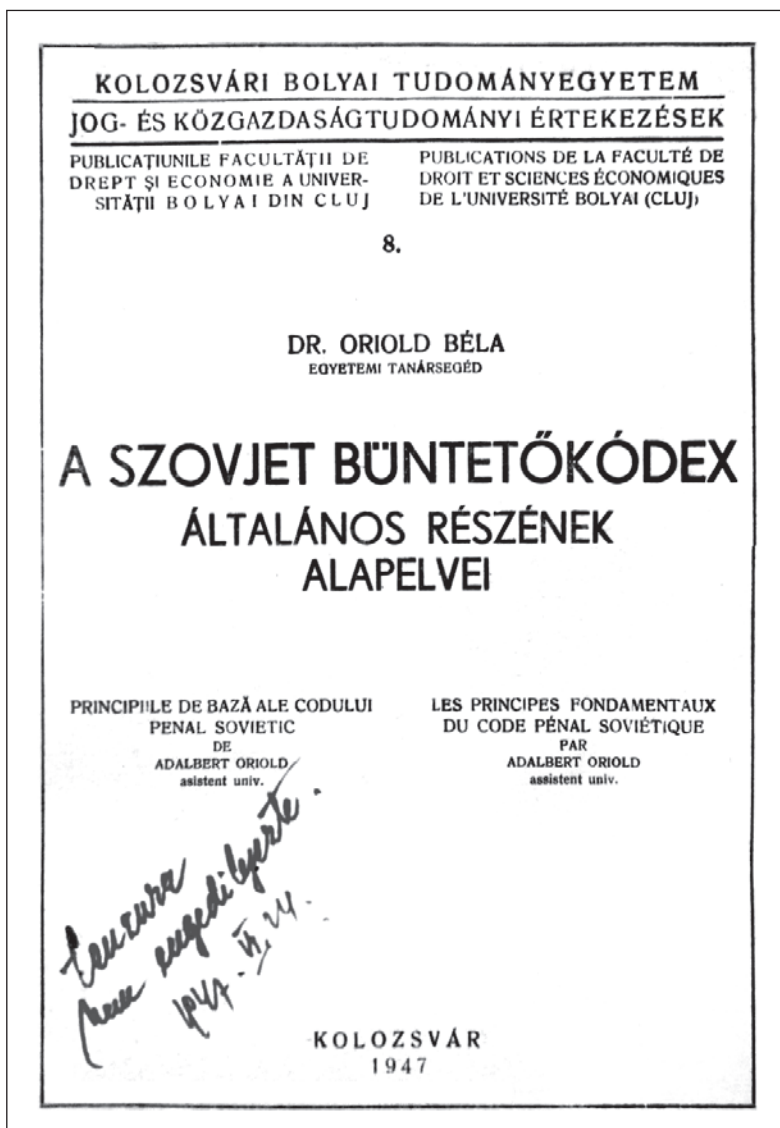 KOLOZSVÁRI BOLYAI TUDOMÁNYEGYETEM
JOG- ÉS KÖZGAZDASÁGTUDOMÁNYI ÉRTEKEZÉSEK
PUBLICAȚIUNILE FACULTĂȚII DE
DREPT ȘI ECONOMIE A UNIVER-
SITĂȚII BOLYAI DIN CLUJ
PUBLICATIONS DE LA FACULTÉ DE
DROIT ET SCIENCES ÉCONOMIQUES
DE L'UNIVERSITÉ BOLYAI (CLUJ)
8.
DR. ORIOLD BÉLA
EGYETEMI TANÁRSEGÉD
A SZOVJET BÜNTETŐKÓDEX
ÁLTALÁNOS RÉSZÉNEK
ALAPELVEI
PRINCIPIILE DE BAZĂ ALE CODULUI
PENAL SOVIETIC
DE
ADALBERT ORIOLD
asistent univ.
LES PRINCIPES FONDAMENTAUX
DU CODE PÉNAL SOVIÉTIQUE
PAR
ADALBERT ORIOLD
assistent univ.
Cenzura
nem engedélyezte.
1947. VI. 24.
KOLOZSVÁR
1947